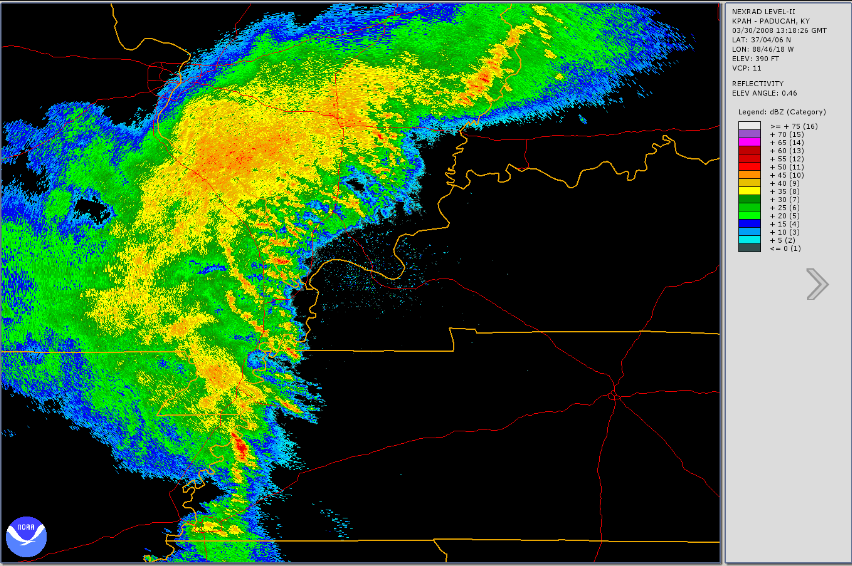 NEXRAD LEVEL-II
KPAH - PADUCAH, KY
03/30/2008 13:18:26 GMT
LAT: 37/04/06 N
LON: 88/46/18 W
ELEV: 390 FT
VCP: 11
REFLECTIVITY
ELEV ANGLE: 0.46
Legend: dBZ (Category)
>= + 75 (16)
+ 70 (15)
+ 65 (14)
+ 60 (13)
+ 55 (12)
+ 50 (11)
+ 45 (10)
+ 40 (9)
+ 35 (8)
+ 30 (7)
+ 25 (6)
+ 20 (5)
+ 15 (4)
+ 10 (3)
+ 5 (2)
<= 0 (1)
NOAA